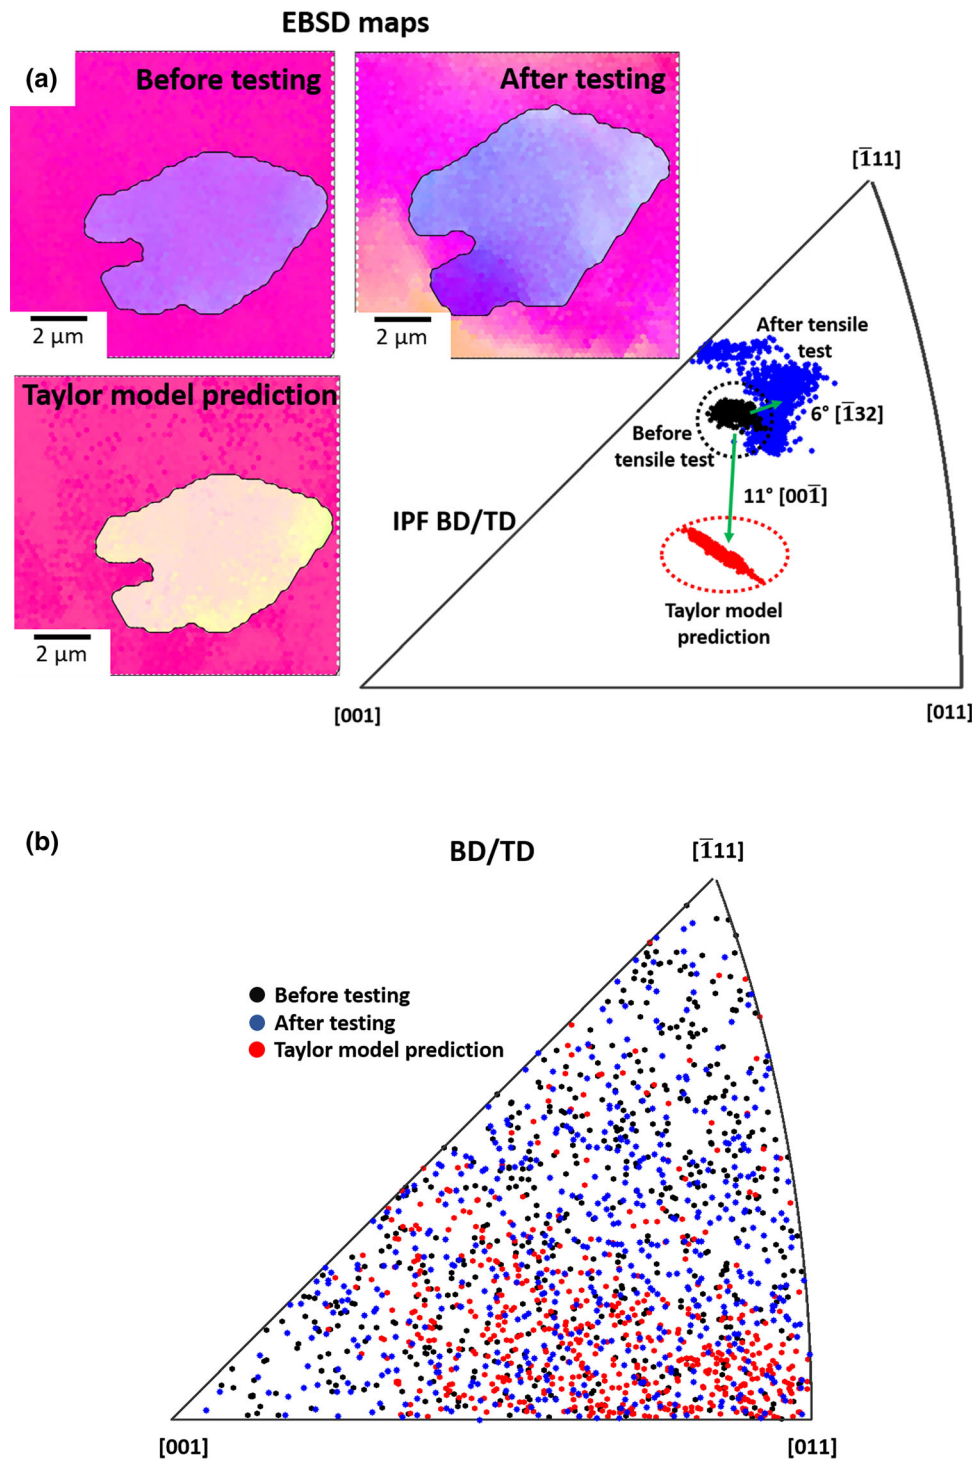 EBSD maps
(a)
Before testing
After testing
2 μm
2 μm
Taylor model prediction
2 μm
[1̅11]
After tensile
test
6° [1̅32]
Before
tensile test
11° [001̅]
IPF BD/TD
Taylor model
prediction
[001]
[011]
(b)
BD/TD
[1̅11]
Before testing
After testing
Taylor model prediction
[001]
[011]